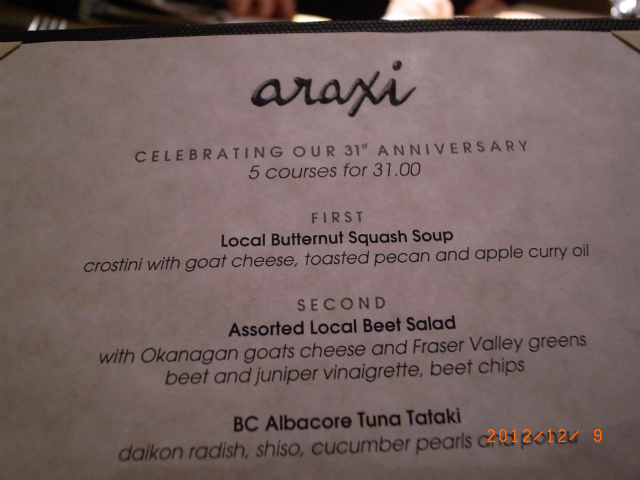 araxi
CELEBRATING OUR 31st ANNIVERSARY
5 courses for 31.00
FIRST
Local Butternut Squash Soup
crostini with goat cheese, toasted pecan and apple curry oil
SECOND
Assorted Local Beet Salad
with Okanagan goats cheese and Fraser Valley greens
beet and juniper vinaigrette, beet chips
BC Albacore Tuna Tataki
daikon radish, shiso, cucumber pearls and ponzu
2012/12/ 9